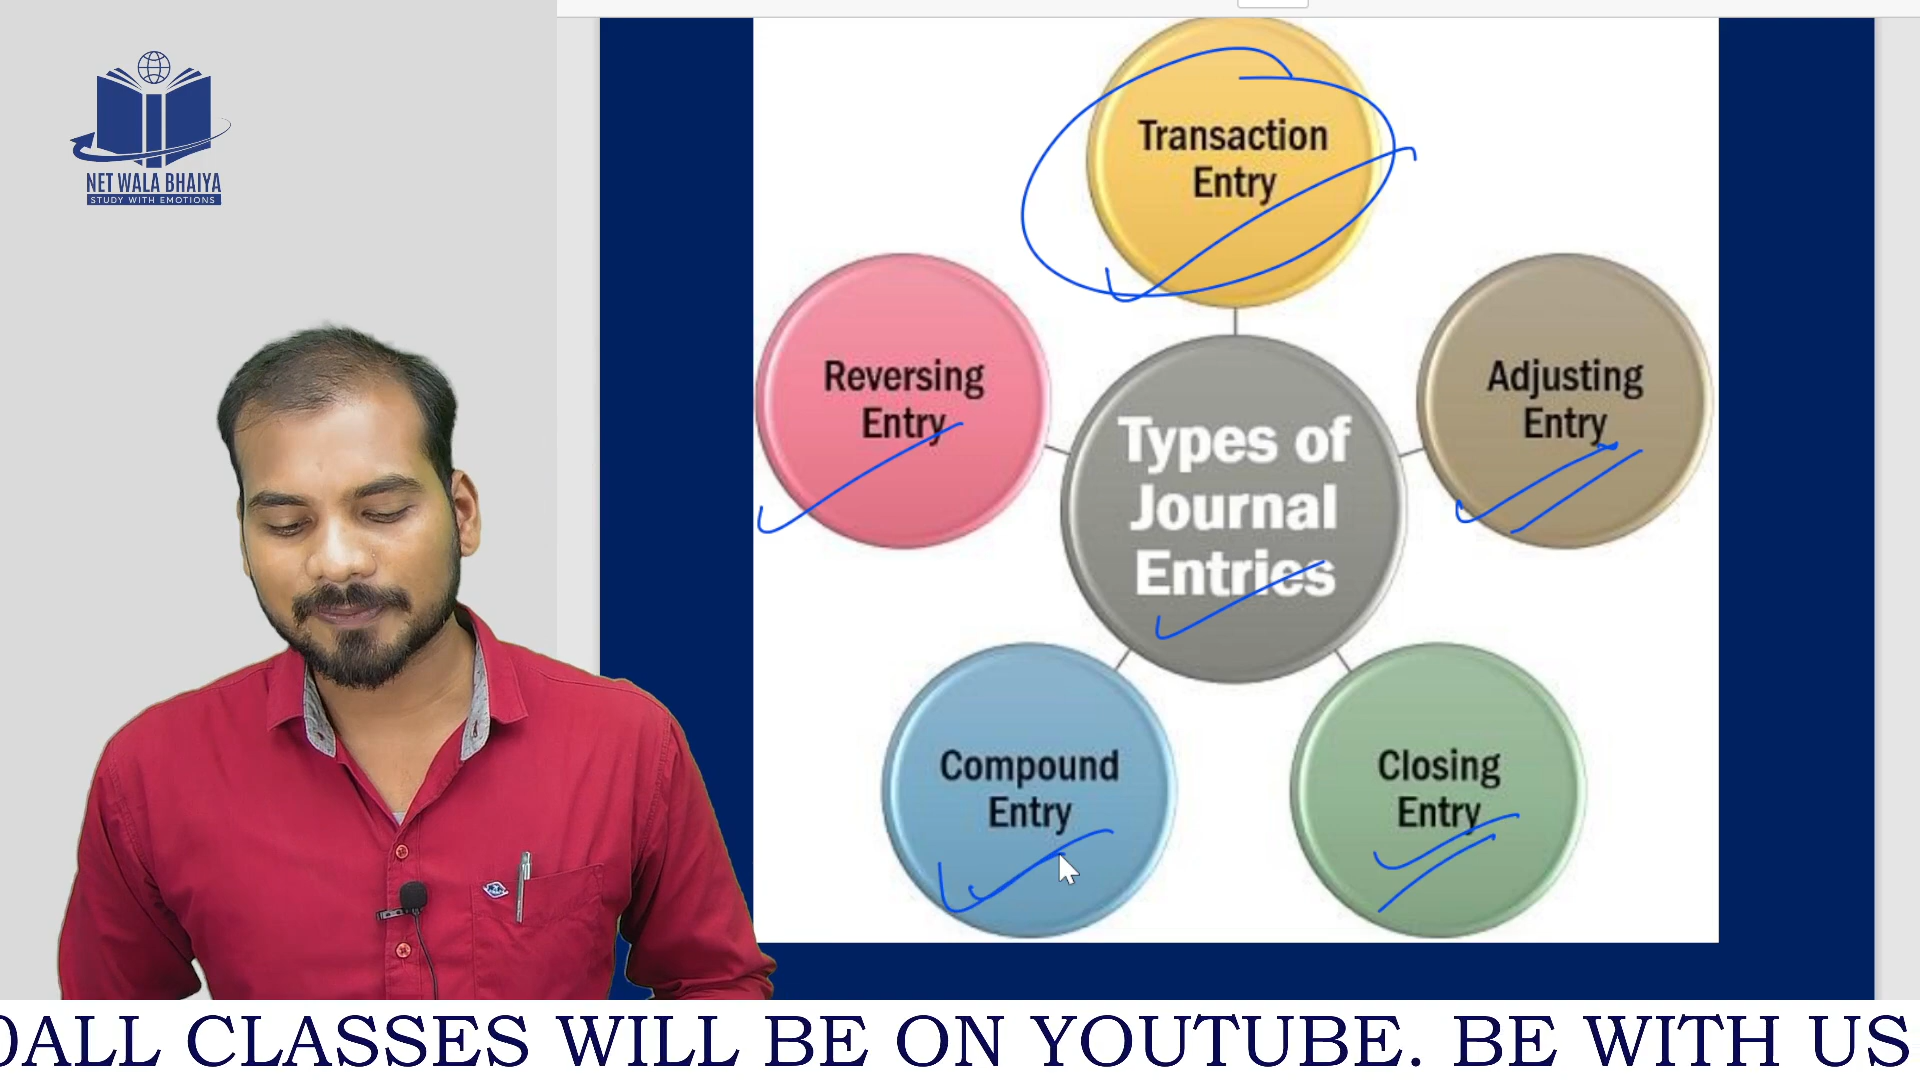 NET WALA BHAIYA
STUDY WITH EMOTIONS
Transaction
Entry
Reversing
Entry
Adjusting
Entry
Types of
Journal
Entries
Compound
Entry
Closing
Entry
ALL CLASSES WILL BE ON YOUTUBE. BE WITH US